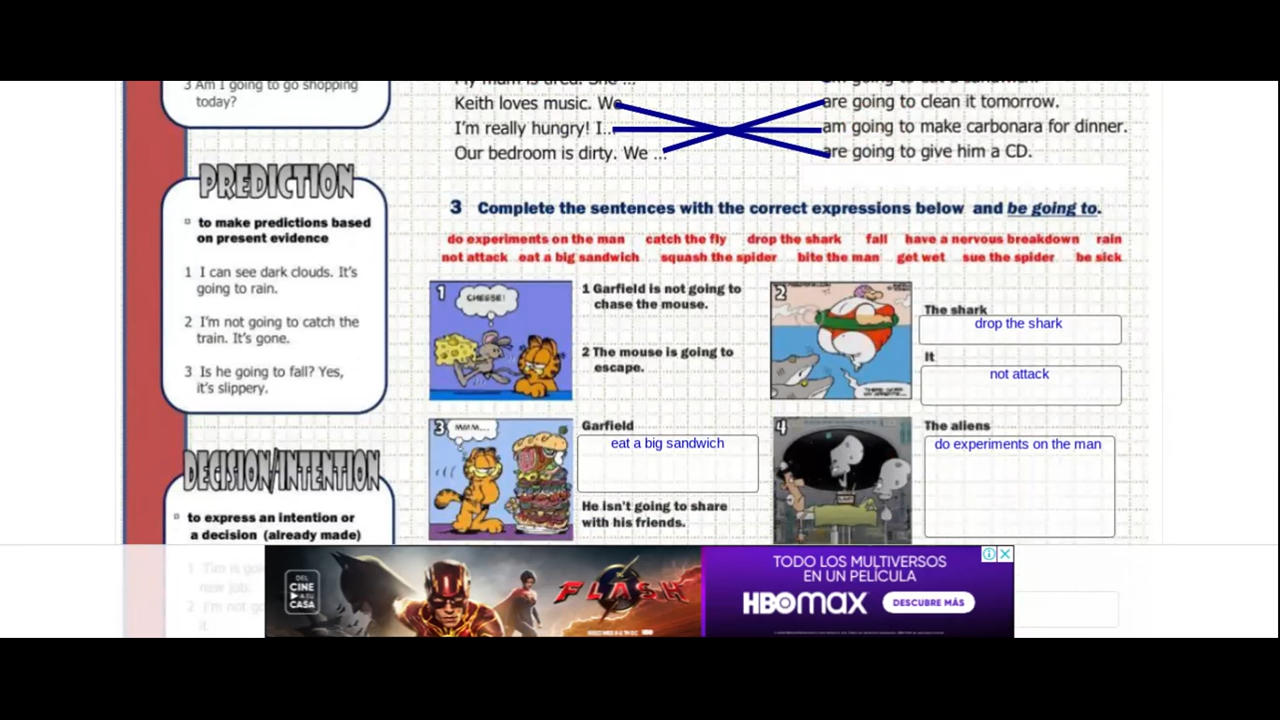 3 Am I going to go shopping
today?
Keith loves music. We
I'm really hungry! I...
Our bedroom is dirty. We ...
are going to clean it tomorrow.
am going to make carbonara for dinner.
are going to give him a CD.
PREDICTION
to make predictions based
on present evidence
1 I can see dark clouds. It's
going to rain.
2 I'm not going to catch the
train. It's gone.
3 Is he going to fall? Yes,
it's slippery.
DECISION/INTENTION
to express an intention or
a decision (already made)
3 Complete the sentences with the correct expressions below and be going to.
do experiments on the man catch the fly drop the shark fall have a nervous breakdown rain
not attack eat a big sandwich squash the spider bite the man get wet sue the spider be sick
1
CHEESE!
1 Garfield is not going to
chase the mouse.
2 The mouse is going to
escape.
2
The shark
drop the shark
It
not attack
3
MMM...
Garfield
eat a big sandwich
He isn't going to share
with his friends.
4
The aliens
do experiments on the man
DEL
CINE
A TU
CASA
FLASH
TODO LOS MULTIVERSOS
EN UN PELÍCULA
HBOMAX
DESCUBRE MÁS